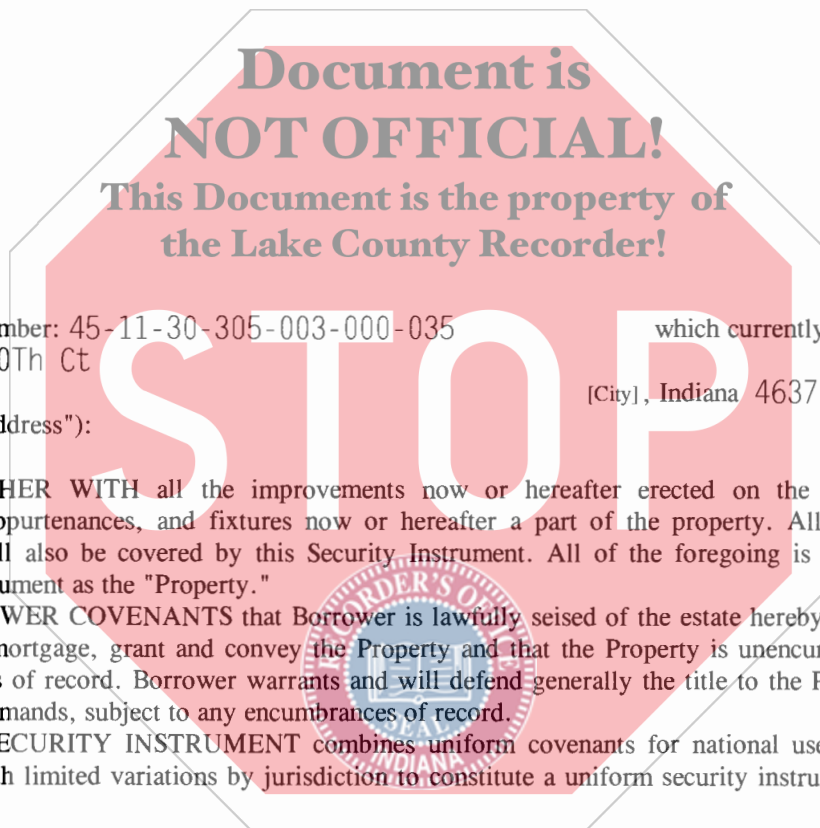 Document is
NOT OFFICIAL!
This Document is the property of
the Lake County Recorder!
mber: 45-11-30-305-003-000-035 which currently
0Th Ct
[City], Indiana 4637
ddress"):
STOP
HER WITH all the improvements now or hereafter erected on the
ppurtenances, and fixtures now or hereafter a part of the property. All
ll also be covered by this Security Instrument. All of the foregoing is
ument as the "Property."
WER COVENANTS that Borrower is lawfully seised of the estate hereby
mortgage, grant and convey the Property and that the Property is unencum
s of record. Borrower warrants and will defend generally the title to the P
mands, subject to any encumbrances of record.
ECURITY INSTRUMENT combines uniform covenants for national use
h limited variations by jurisdiction to constitute a uniform security instru
RECORDER'S OFFICE
SEAL
INDIANA